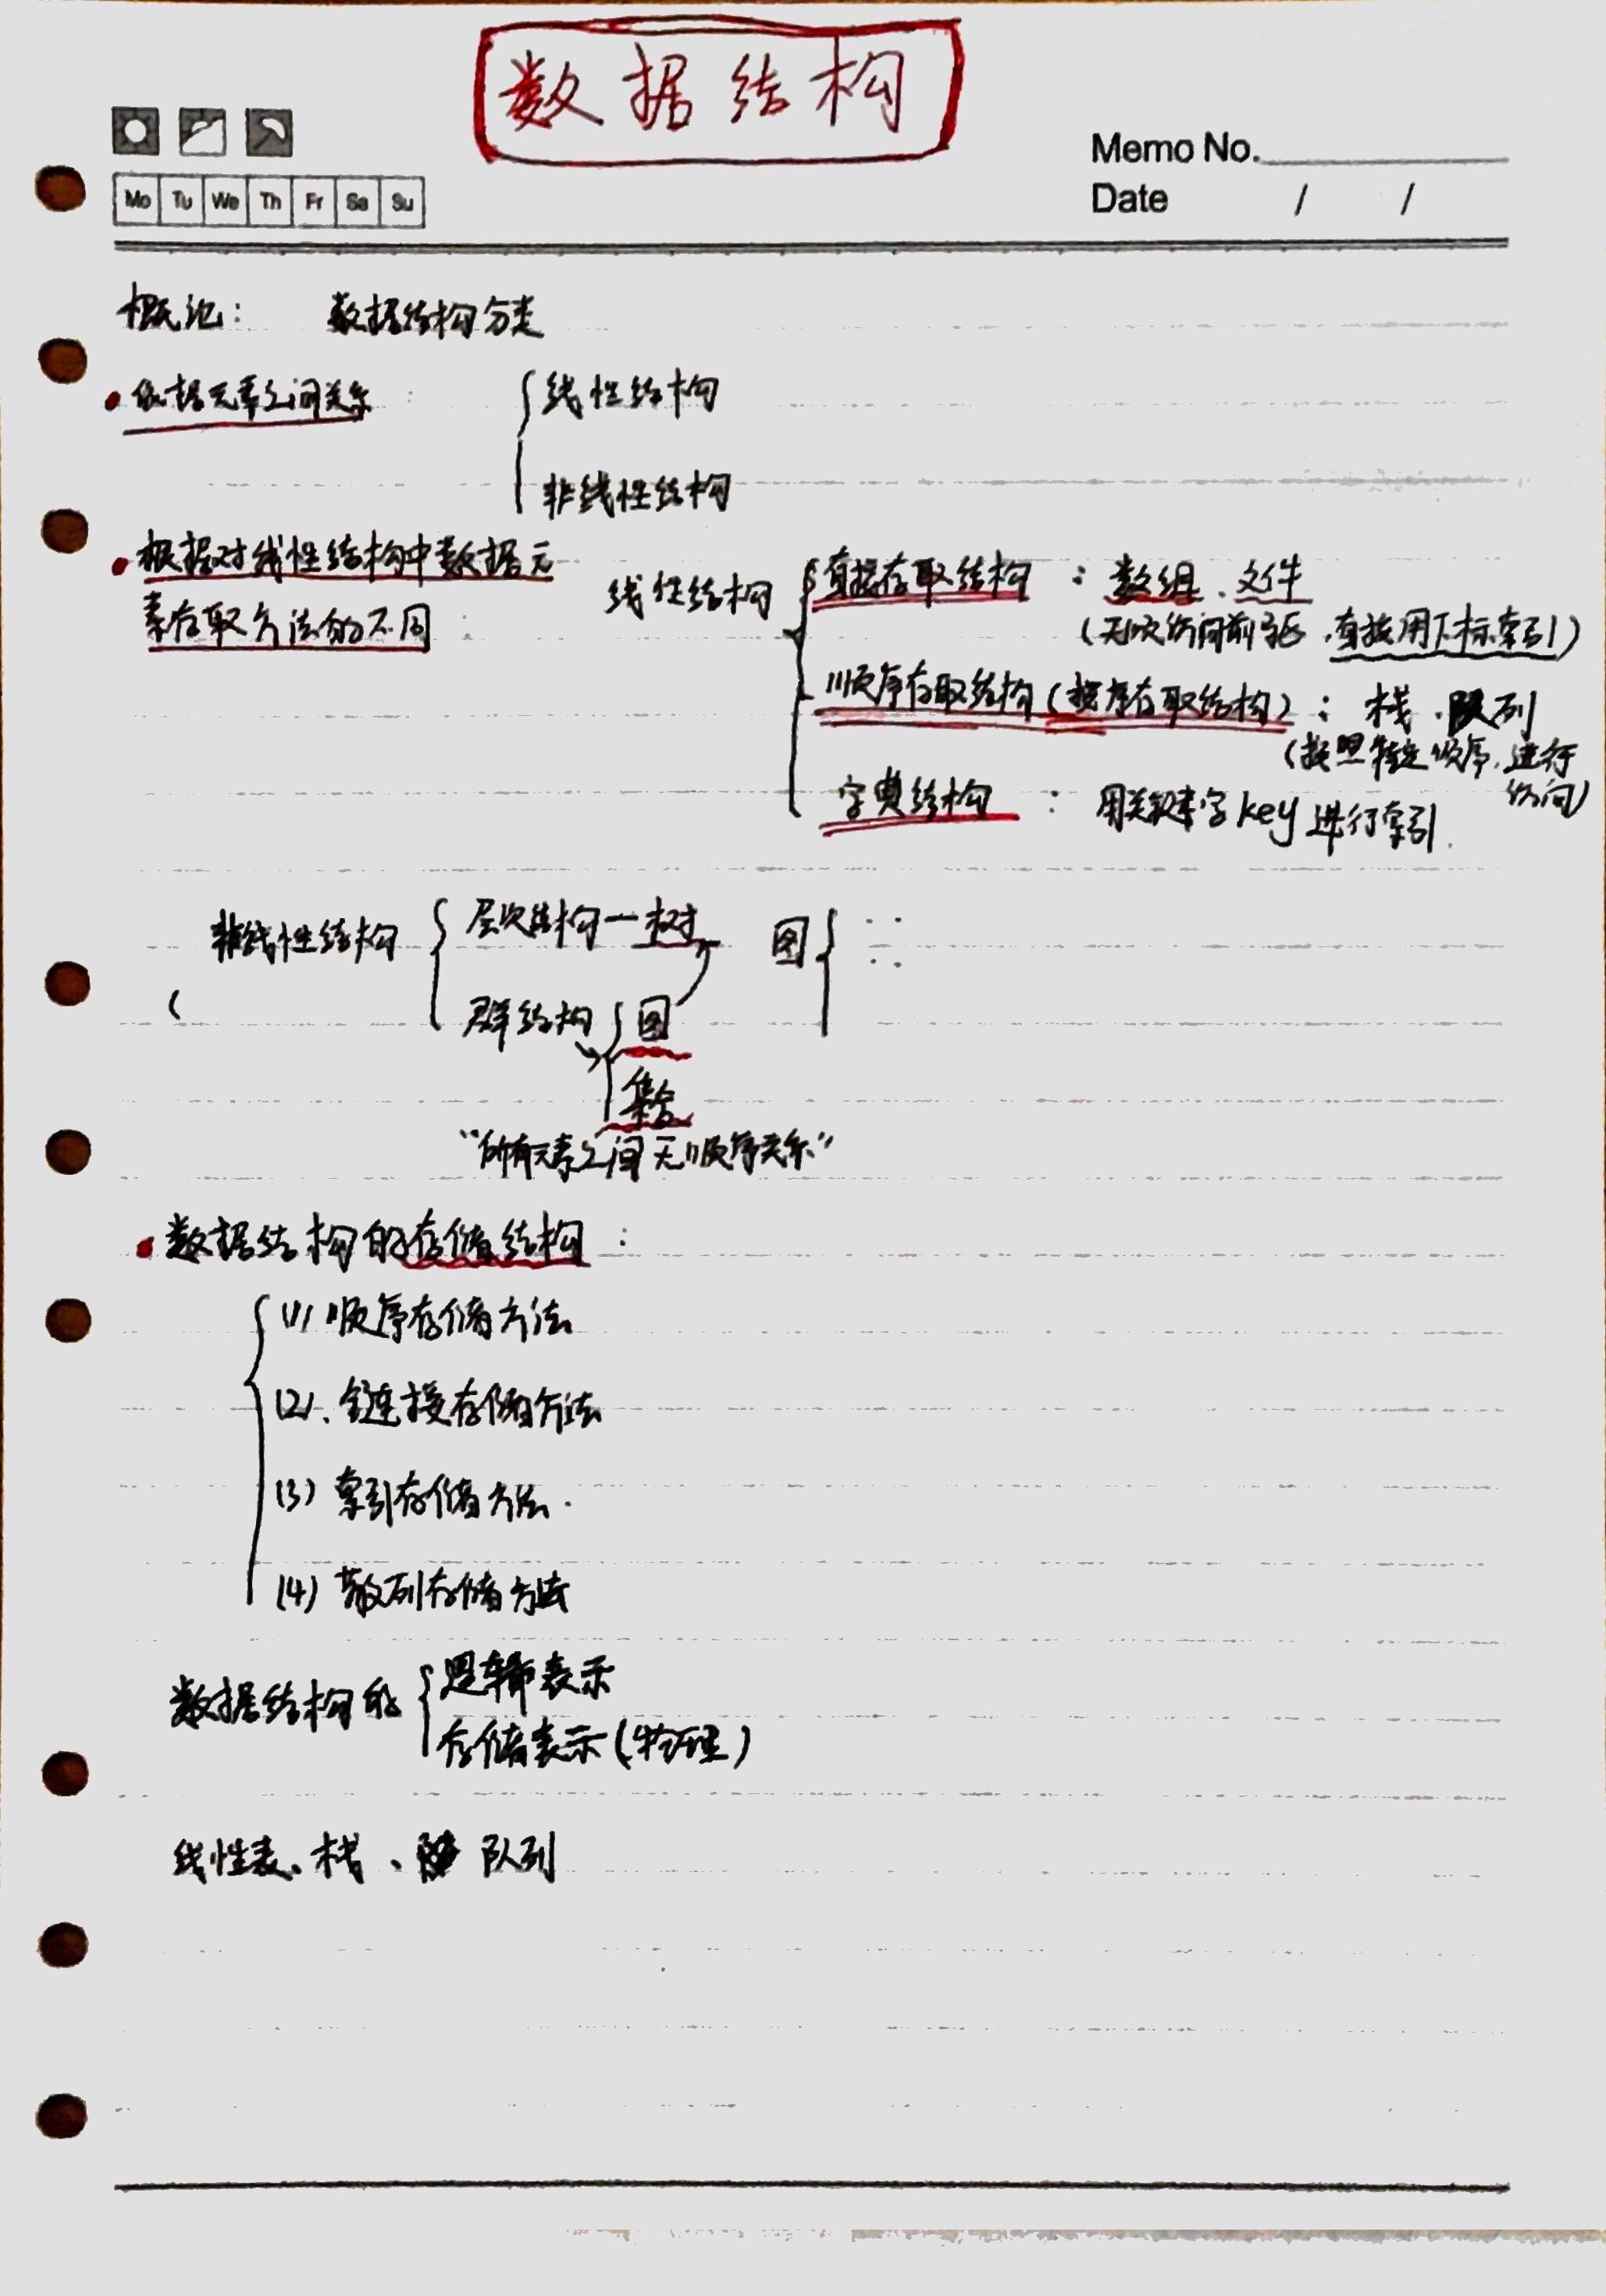 数据结构
Memo No.
Mo Tu We Th Fr Sa Su
Date / /
概论: 数据结构分类
依据元素之间关系 : 线性结构
非线性结构
根据对线性结构中数据元
素存取方法的不同 :
线性结构
直接存取结构 : 数组、文件
(无次访问前驱,直接用下标索引)
顺序存取结构(按序存取结构) : 栈、队列
(按照特定顺序,进行
访问)
字典结构 : 用关键字key进行索引.
非线性结构
层次结构—树
图
(
群结构 图
集合
"所有元素之间无顺序关系"
数据结构的存储结构 :
(1) 顺序存储方法
(2)、链接存储方法
(3) 索引存储方法.
(4) 散列存储方法
数据结构的
逻辑表示
存储表示(物理)
线性表、栈、队列